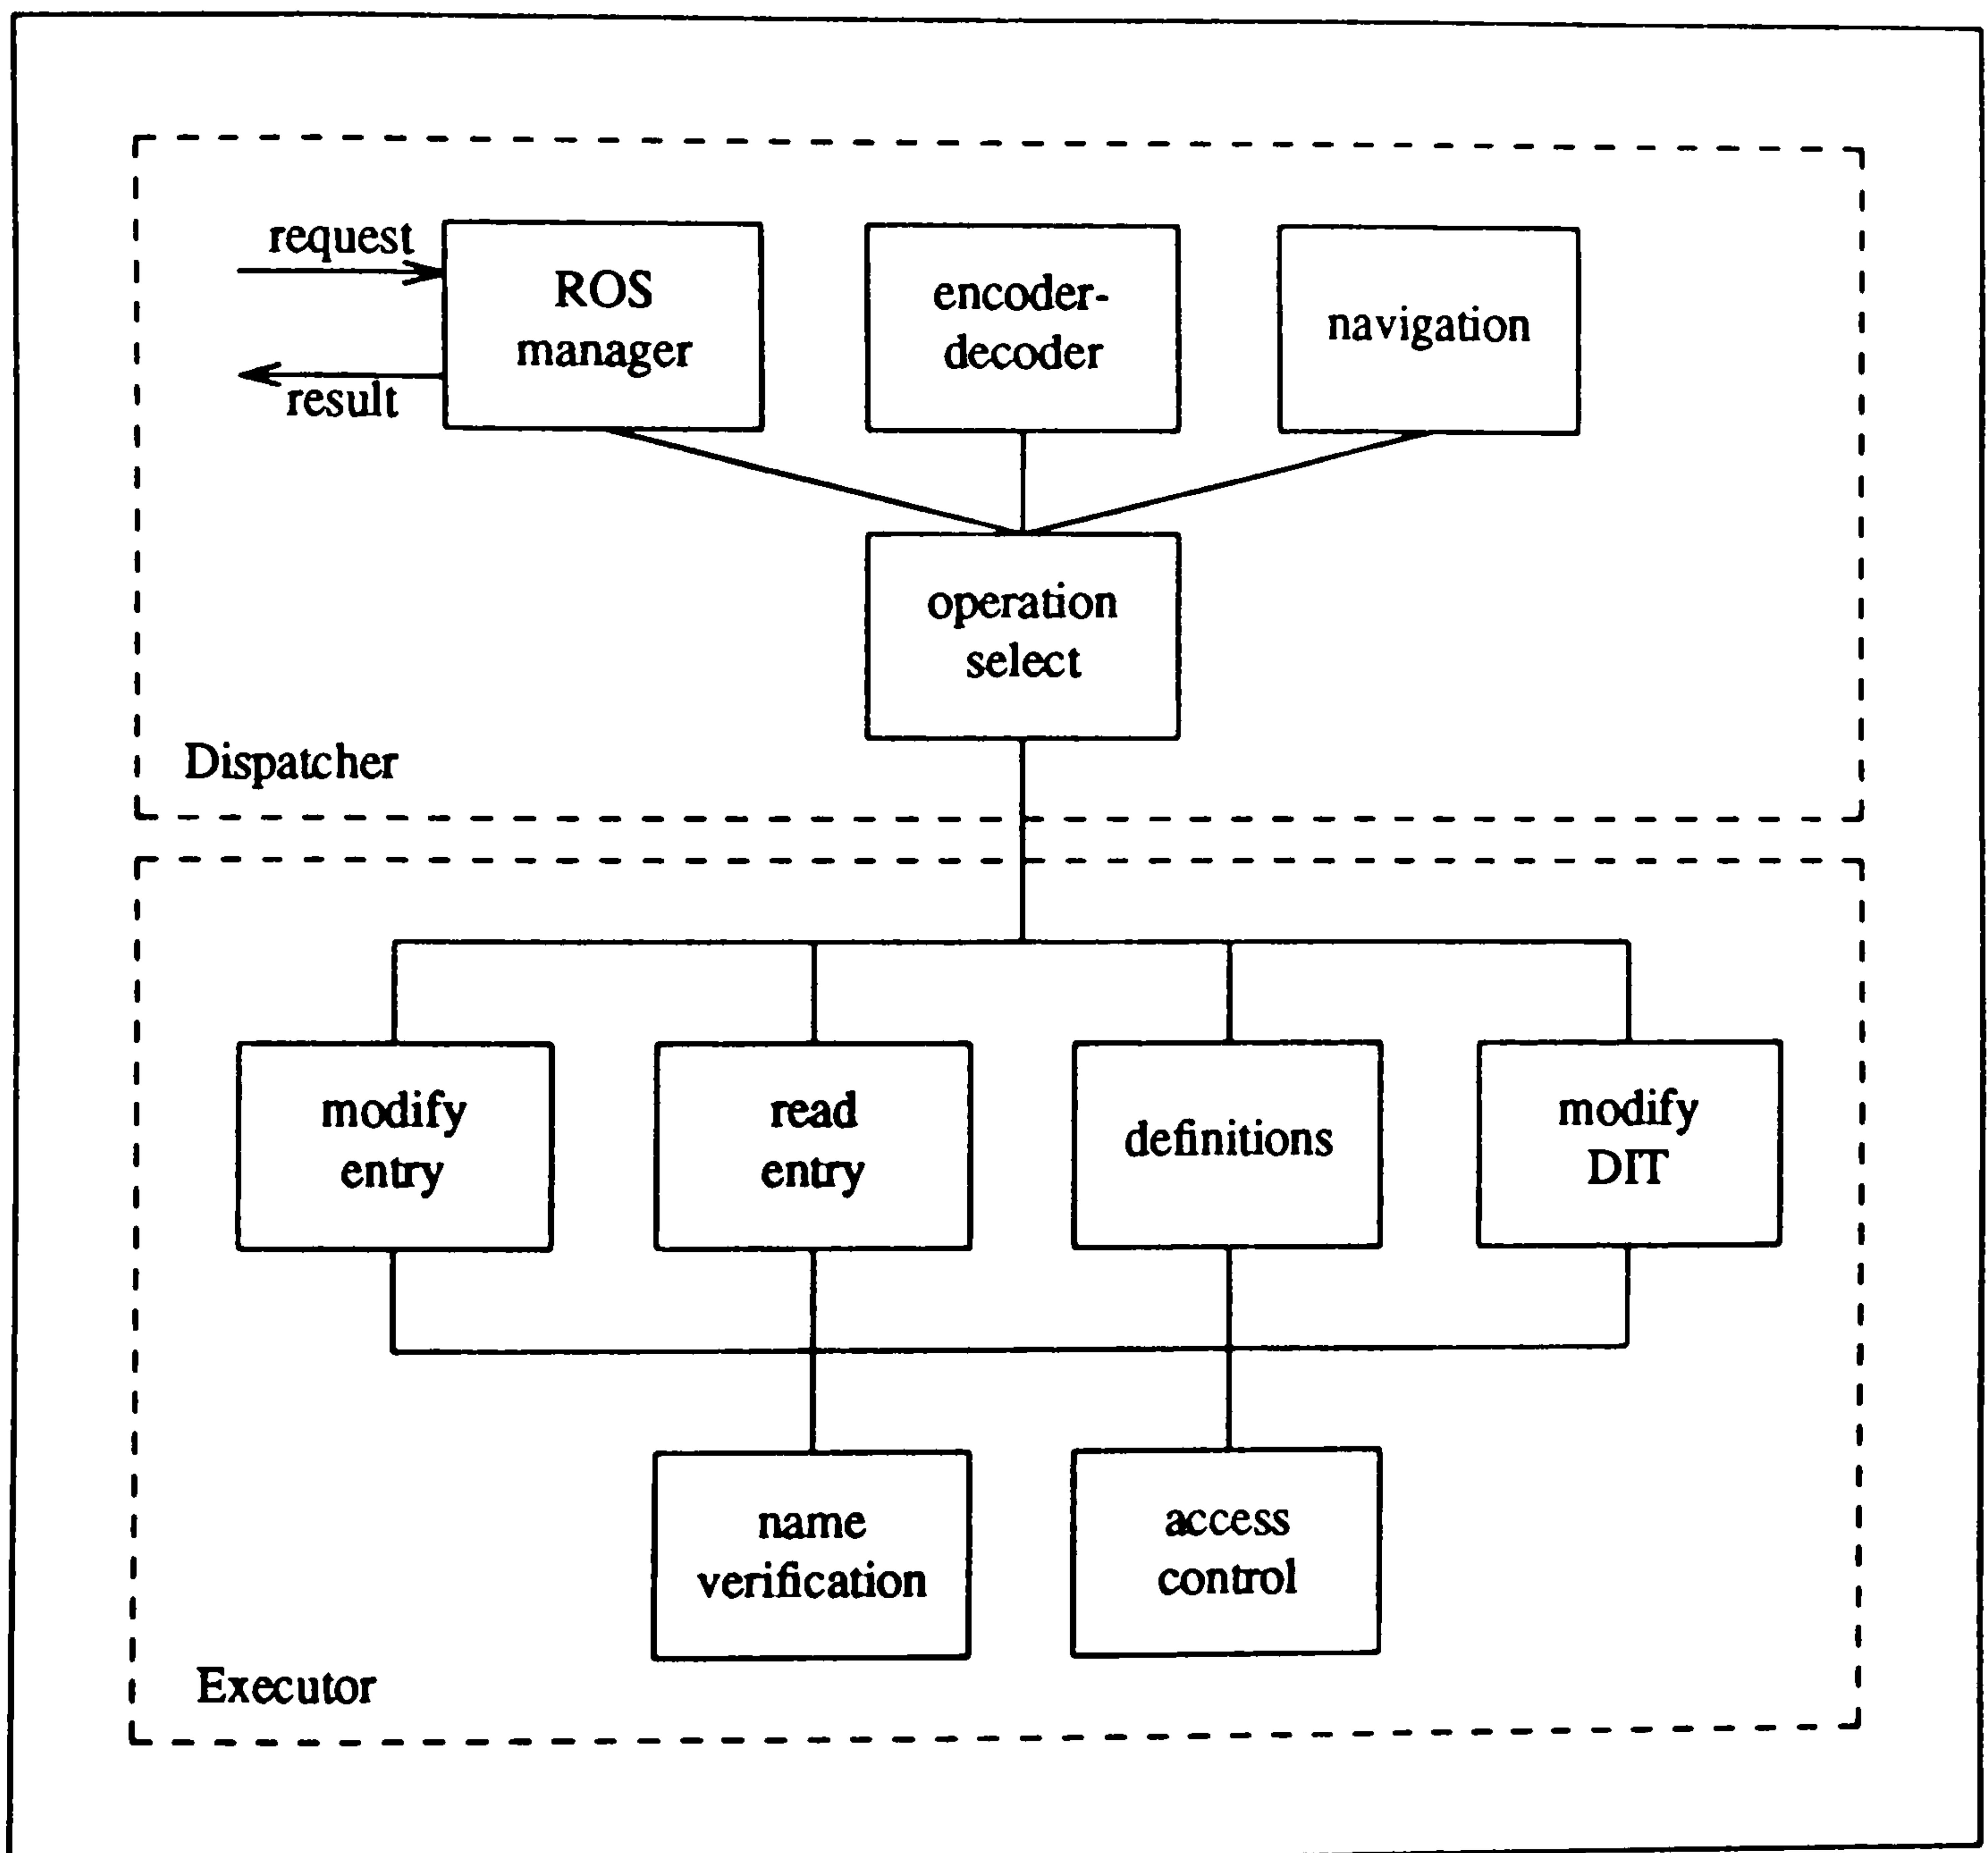 request
result
ROS
manager
encoder-
decoder
navigation
operation
select
Dispatcher
modify
entry
read
entry
definitions
modify
DIT
name
verification
access
control
Executor